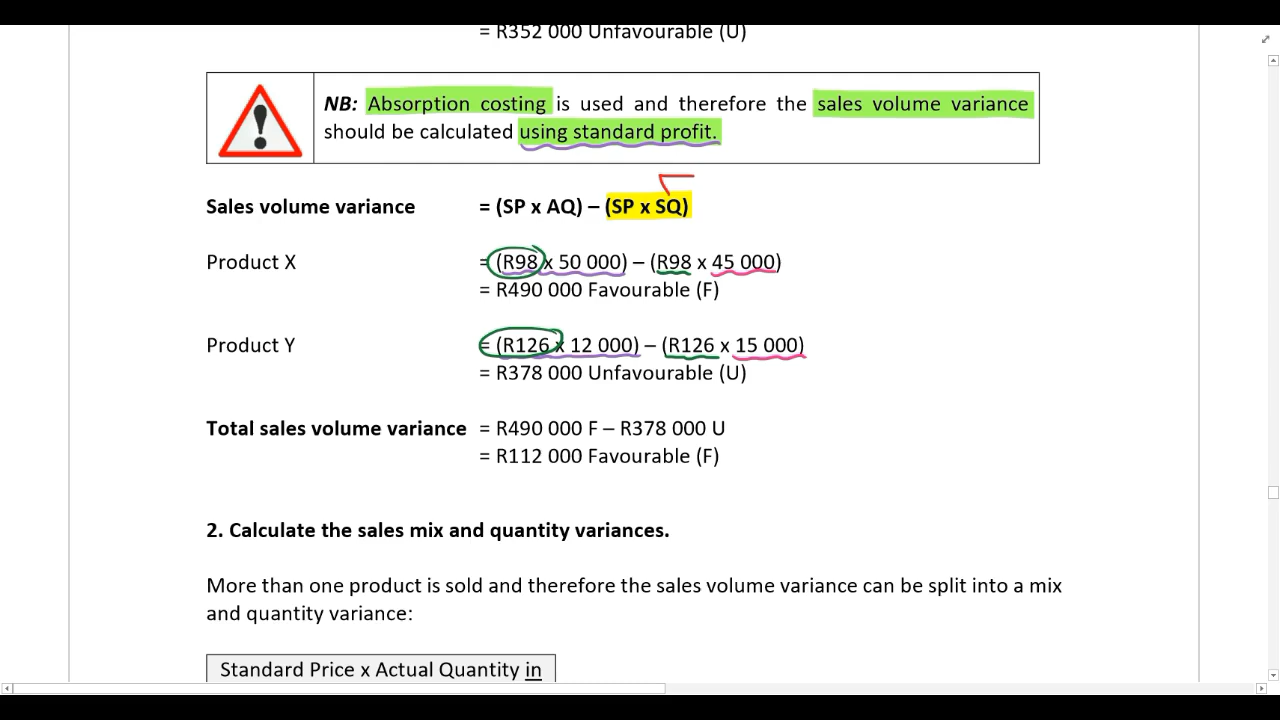 = R352 000 Unfavourable (U)
NB: Absorption costing is used and therefore the sales volume variance
should be calculated using standard profit.
Sales volume variance = (SP x AQ) – (SP x SQ)
Product X = (R98 x 50 000) – (R98 x 45 000)
= R490 000 Favourable (F)
Product Y = (R126 x 12 000) – (R126 x 15 000)
= R378 000 Unfavourable (U)
Total sales volume variance = R490 000 F – R378 000 U
= R112 000 Favourable (F)
2. Calculate the sales mix and quantity variances.
More than one product is sold and therefore the sales volume variance can be split into a mix
and quantity variance:
Standard Price x Actual Quantity in